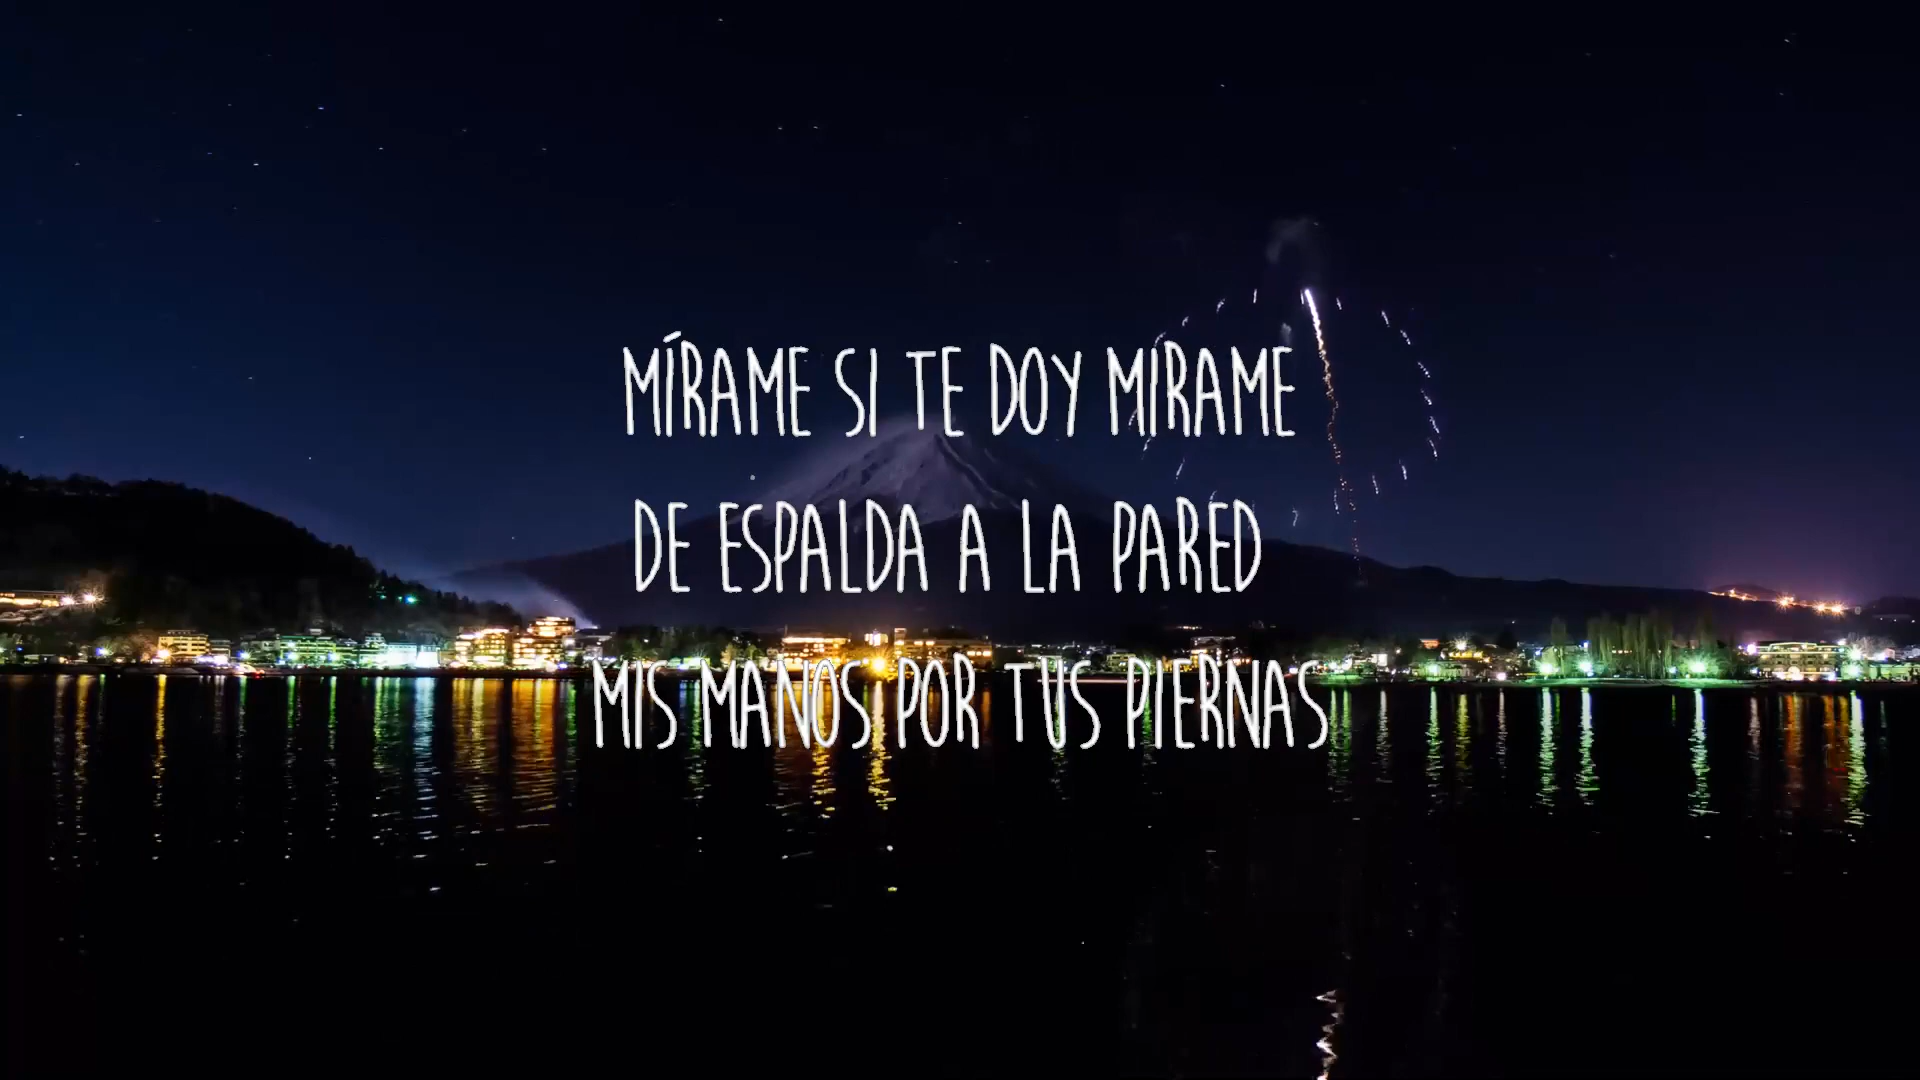 MÍRAME SI TE DOY MIRAME
DE ESPALDA A LA PARED
MIS MANOS POR TUS PIERNAS